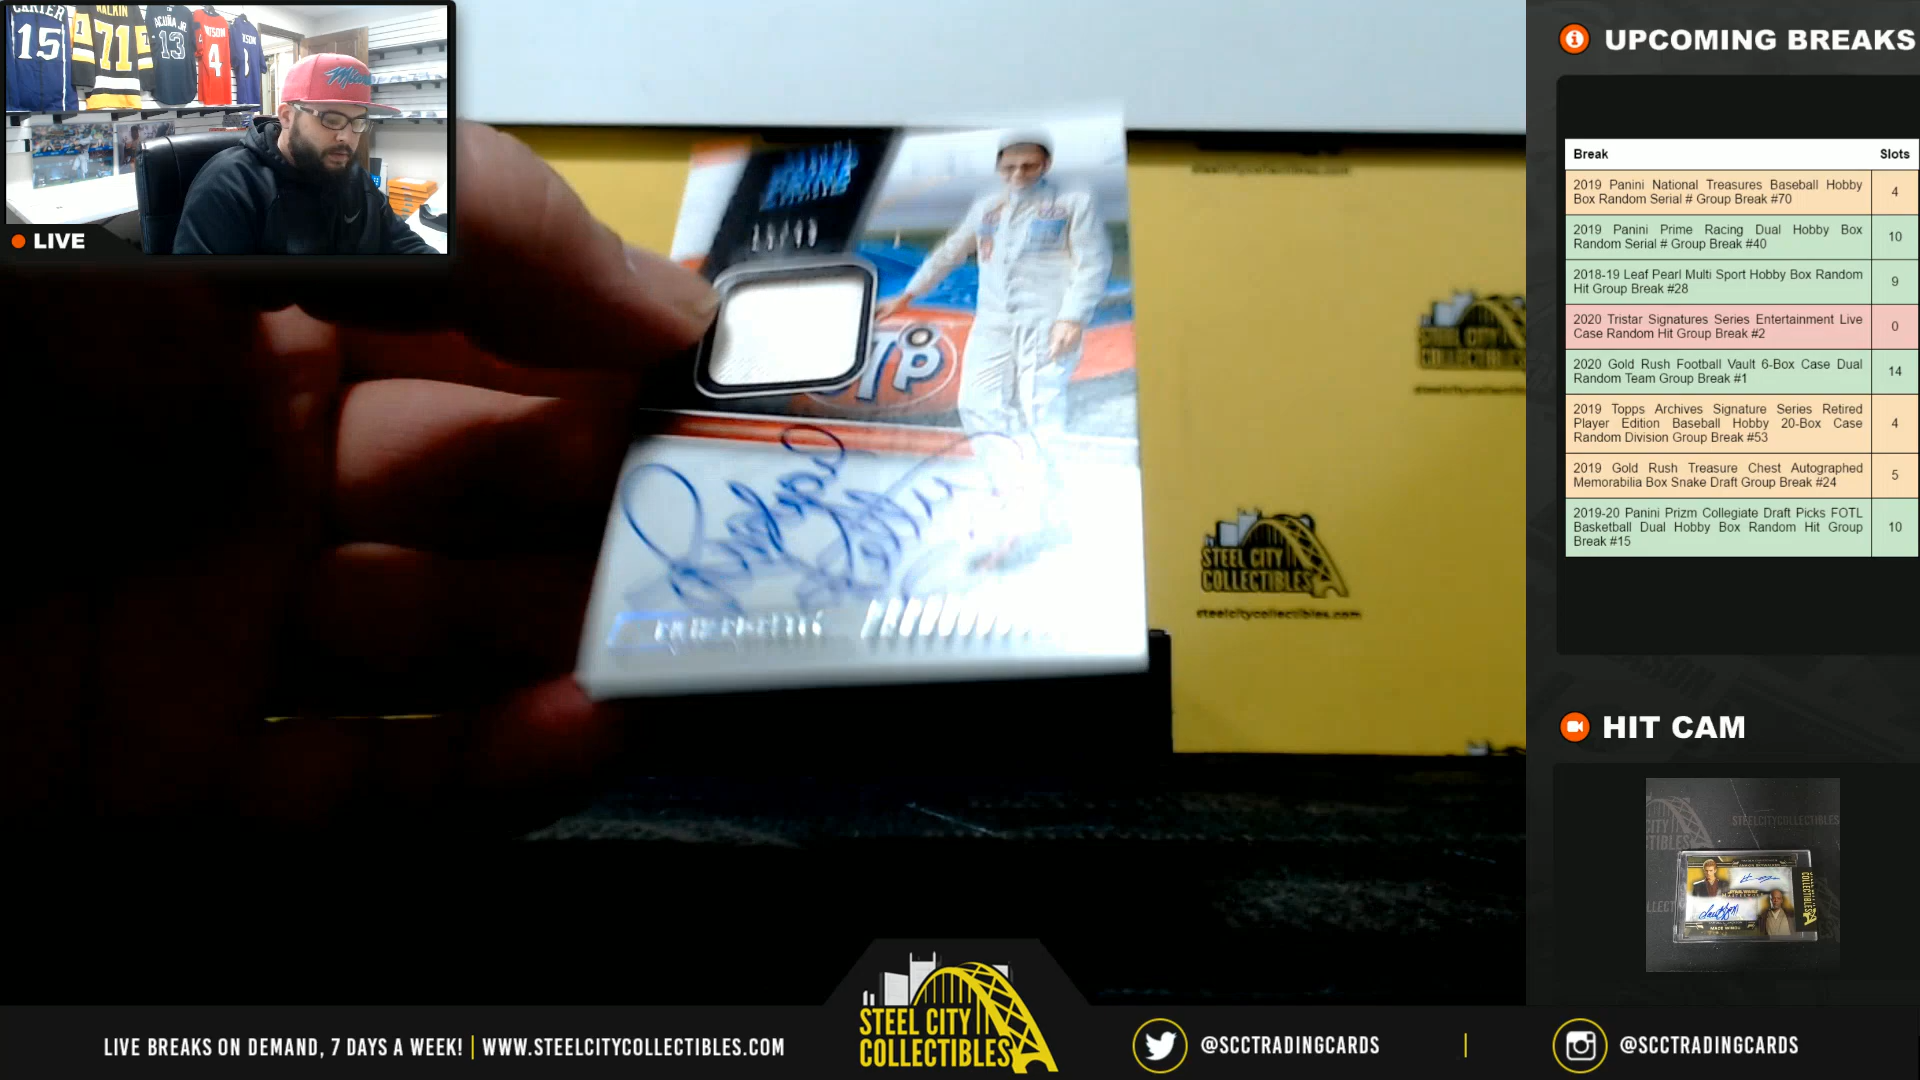 CARTER
15
MALKIN
71
ACUÑA JR
13
4
LIVE
STP
STEEL CITY
COLLECTIBLES
steelcitycollectibles.com
UPCOMING BREAKS
Break Slots
2019 Panini National Treasures Baseball Hobby
Box Random Serial # Group Break #70
4
2019 Panini Prime Racing Dual Hobby Box
Random Serial # Group Break #40
10
2018-19 Leaf Pearl Multi Sport Hobby Box Random
Hit Group Break #28
9
2020 Tristar Signatures Series Entertainment Live
Case Random Hit Group Break #2
0
2020 Gold Rush Football Vault 6-Box Case Dual
Random Team Group Break #1
14
2019 Topps Archives Signature Series Retired
Player Edition Baseball Hobby 20-Box Case
Random Division Group Break #53
4
2019 Gold Rush Treasure Chest Autographed
Memorabilia Box Snake Draft Group Break #24
5
2019-20 Panini Prizm Collegiate Draft Picks FOTL
Basketball Dual Hobby Box Random Hit Group
Break #15
10
HIT CAM
STEELCITYCOLLECTIBLES
LIVE BREAKS ON DEMAND, 7 DAYS A WEEK! | WWW.STEELCITYCOLLECTIBLES.COM
STEEL CITY
COLLECTIBLES
@SCCTRADINGCARDS | @SCCTRADINGCARDS